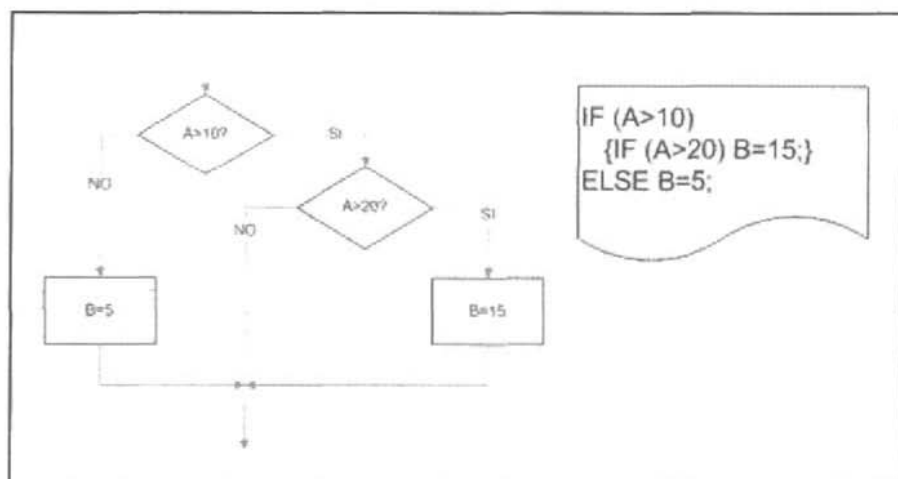 A>10?
SI
NO
A>20?
NO
SI
B=5
B=15
IF (A>10)
{IF (A>20) B=15;}
ELSE B=5;